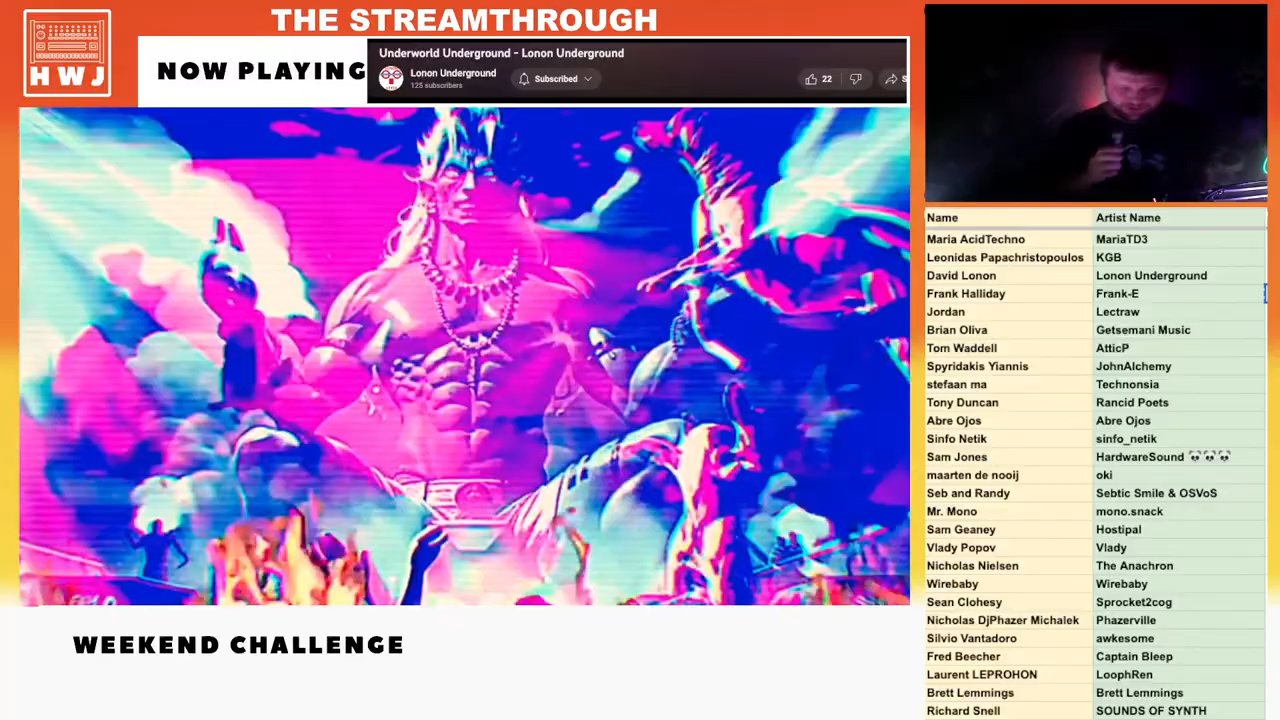 THE STREAMTHROUGH
HWJ
NOW PLAYING
Underworld Underground - Lonon Underground
Lonon Underground
125 subscribers
Subscribed
22
S
WEEKEND CHALLENGE
Name Artist Name
Maria AcidTechno MariaTD3
Leonidas Papachristopoulos KGB
David Lonon Lonon Underground
Frank Halliday Frank-E
Jordan Lectraw
Brian Oliva Getsemani Music
Tom Waddell AtticP
Spyridakis Yiannis JohnAlchemy
stefaan ma Technonsia
Tony Duncan Rancid Poets
Abre Ojos Abre Ojos
Sinfo Netik sinfo_netik
Sam Jones HardwareSound 🐼🐼🐼
maarten de nooij oki
Seb and Randy Sebtic Smile & OSVoS
Mr. Mono mono.snack
Sam Geaney Hostipal
Vlady Popov Vlady
Nicholas Nielsen The Anachron
Wirebaby Wirebaby
Sean Clohesy Sprocket2cog
Nicholas DjPhazer Michalek Phazerville
Silvio Vantadoro awkesome
Fred Beecher Captain Bleep
Laurent LEPROHON LoophRen
Brett Lemmings Brett Lemmings
Richard Snell SOUNDS OF SYNTH